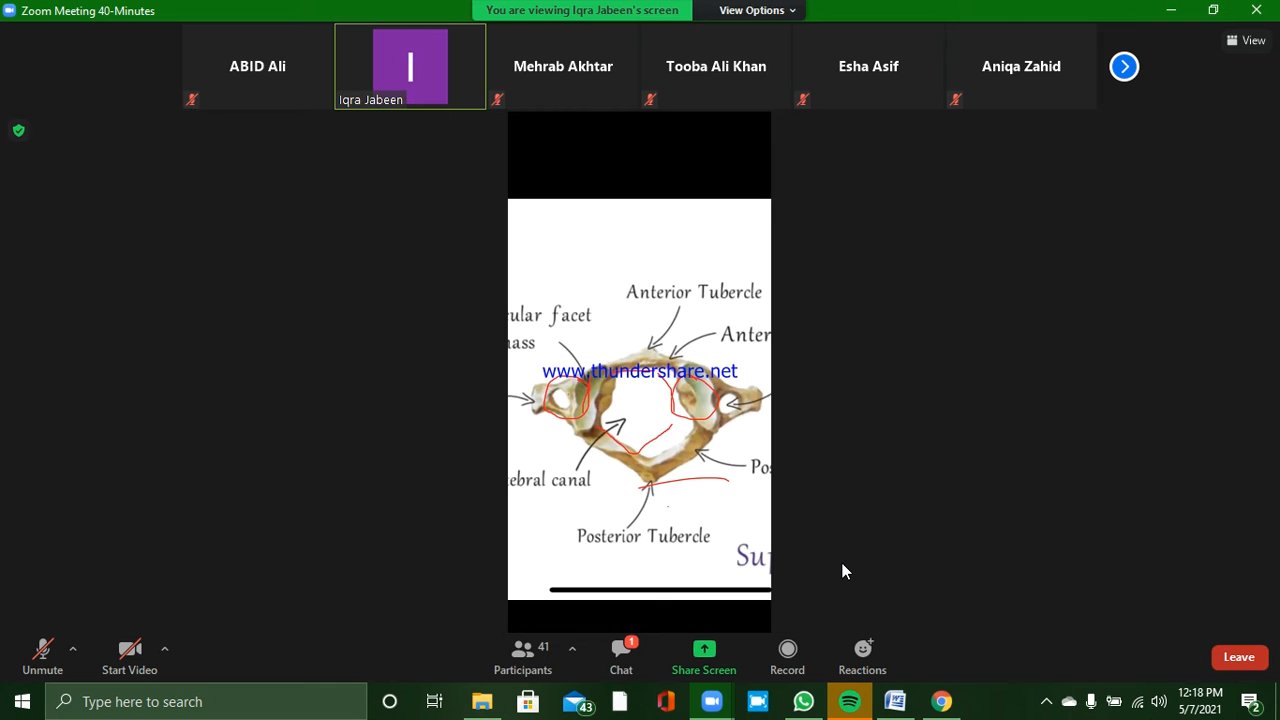 Zoom Meeting 40-Minutes
You are viewing Iqra Jabeen's screen
View Options
View
ABID Ali
I
Iqra Jabeen
Mehrab Akhtar
Tooba Ali Khan
Esha Asif
Aniqa Zahid
Anterior Tubercle
cular facet
mass
Anter
www.thundershare.net
ebral canal
Pos
Posterior Tubercle
Sup
Unmute
Start Video
Participants
41
Chat
1
Share Screen
Record
Reactions
Leave
Type here to search
43
12:18 PM
5/7/2021
2